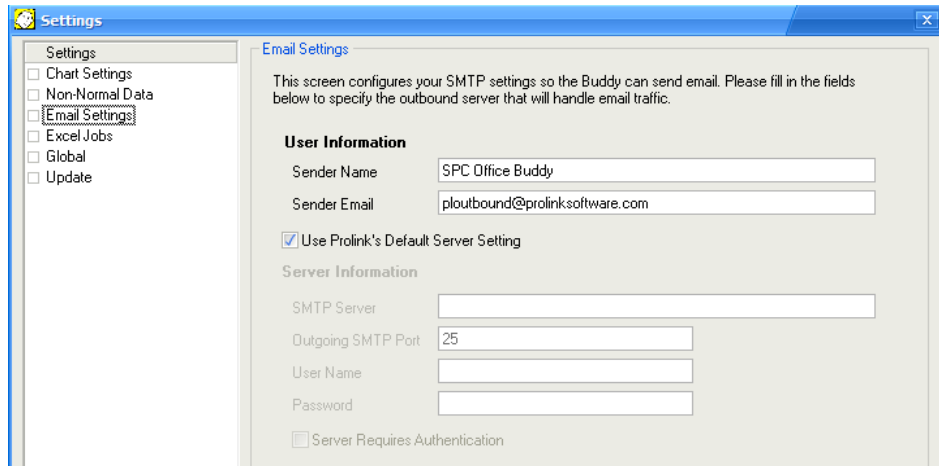 Settings
Settings
Chart Settings
Non-Normal Data
Email Settings
Excel Jobs
Global
Update
Email Settings
This screen configures your SMTP settings so the Buddy can send email. Please fill in the fields
below to specify the outbound server that will handle email traffic.
User Information
Sender Name SPC Office Buddy
Sender Email ploutbound@prolinksoftware.com
Use Prolink's Default Server Setting
Server Information
SMTP Server
Outgoing SMTP Port 25
User Name
Password
Server Requires Authentication